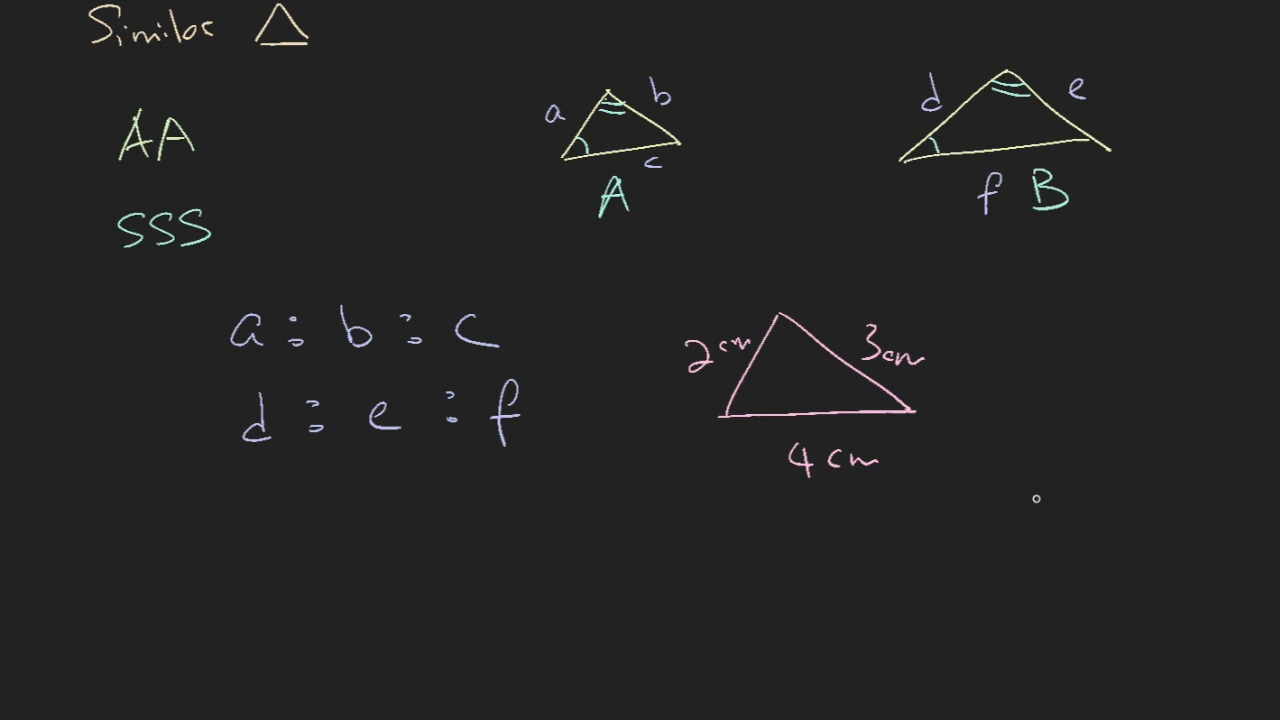 Similar △
AA
SSS
a b c
A
d e f
B
a : b : c
d : e : f
2cm 3cm
4cm